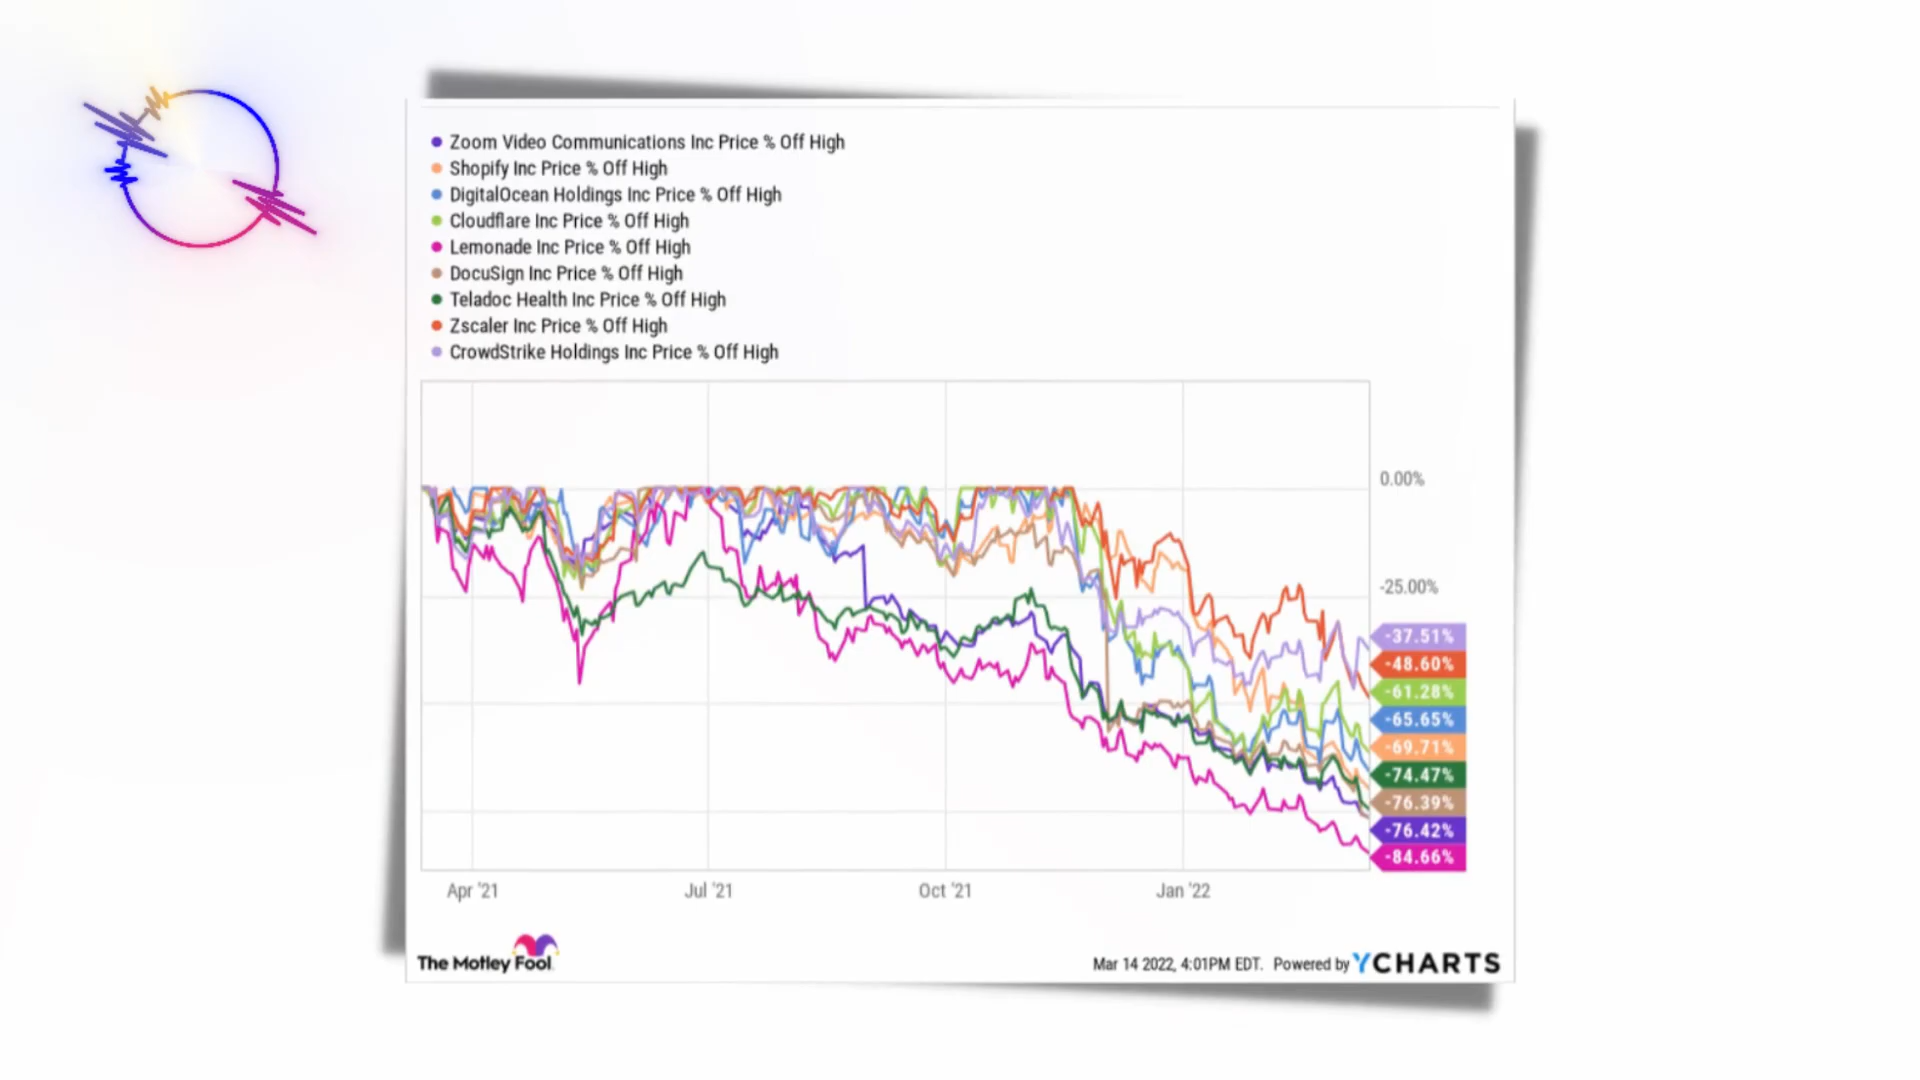 Zoom Video Communications Inc Price % Off High
Shopify Inc Price % Off High
DigitalOcean Holdings Inc Price % Off High
Cloudflare Inc Price % Off High
Lemonade Inc Price % Off High
DocuSign Inc Price % Off High
Teladoc Health Inc Price % Off High
Zscaler Inc Price % Off High
CrowdStrike Holdings Inc Price % Off High
0.00%
-25.00%
-37.51%
-48.60%
-61.28%
-65.65%
-69.71%
-74.47%
-76.39%
-76.42%
-84.66%
Apr '21 Jul '21 Oct '21 Jan '22
The Motley Fool Mar 14 2022, 4:01PM EDT. Powered by YCHARTS